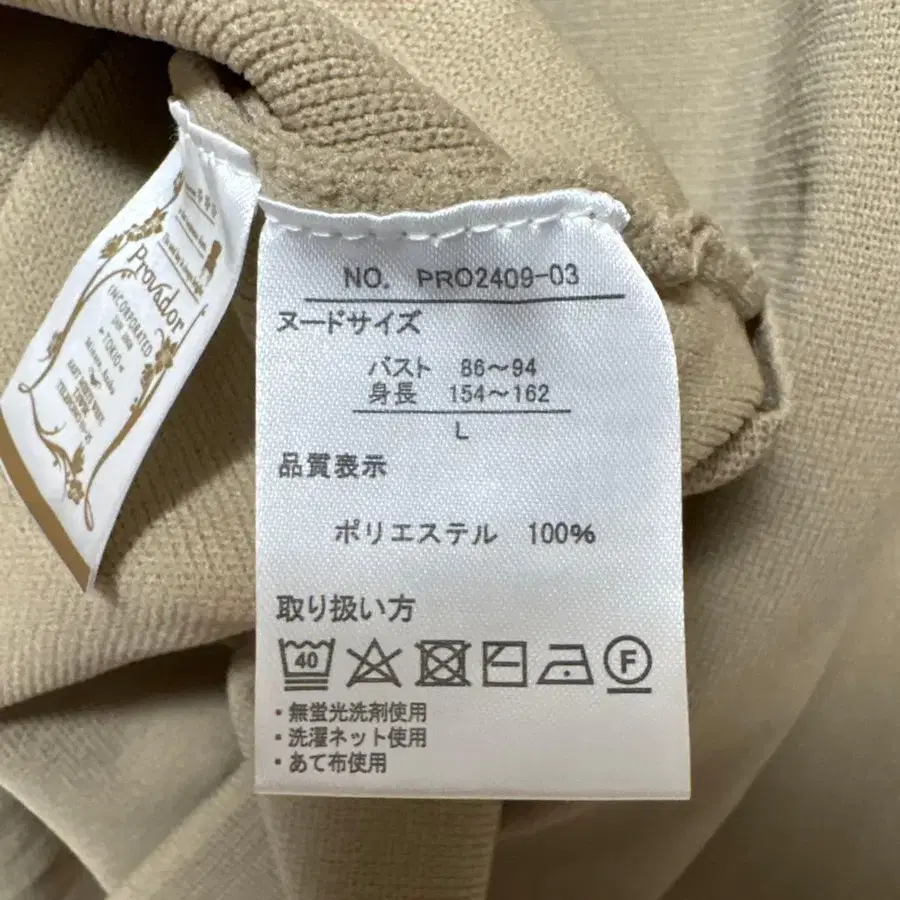 NO. PRO2409-03
ヌードサイズ
バスト 86～94
身長 154～162
L
品質表示
ポリエステル 100%
取り扱い方
40
F
・無蛍光洗剤使用
・洗濯ネット使用
・あて布使用
Provador
INCORPORATED
TOKIO